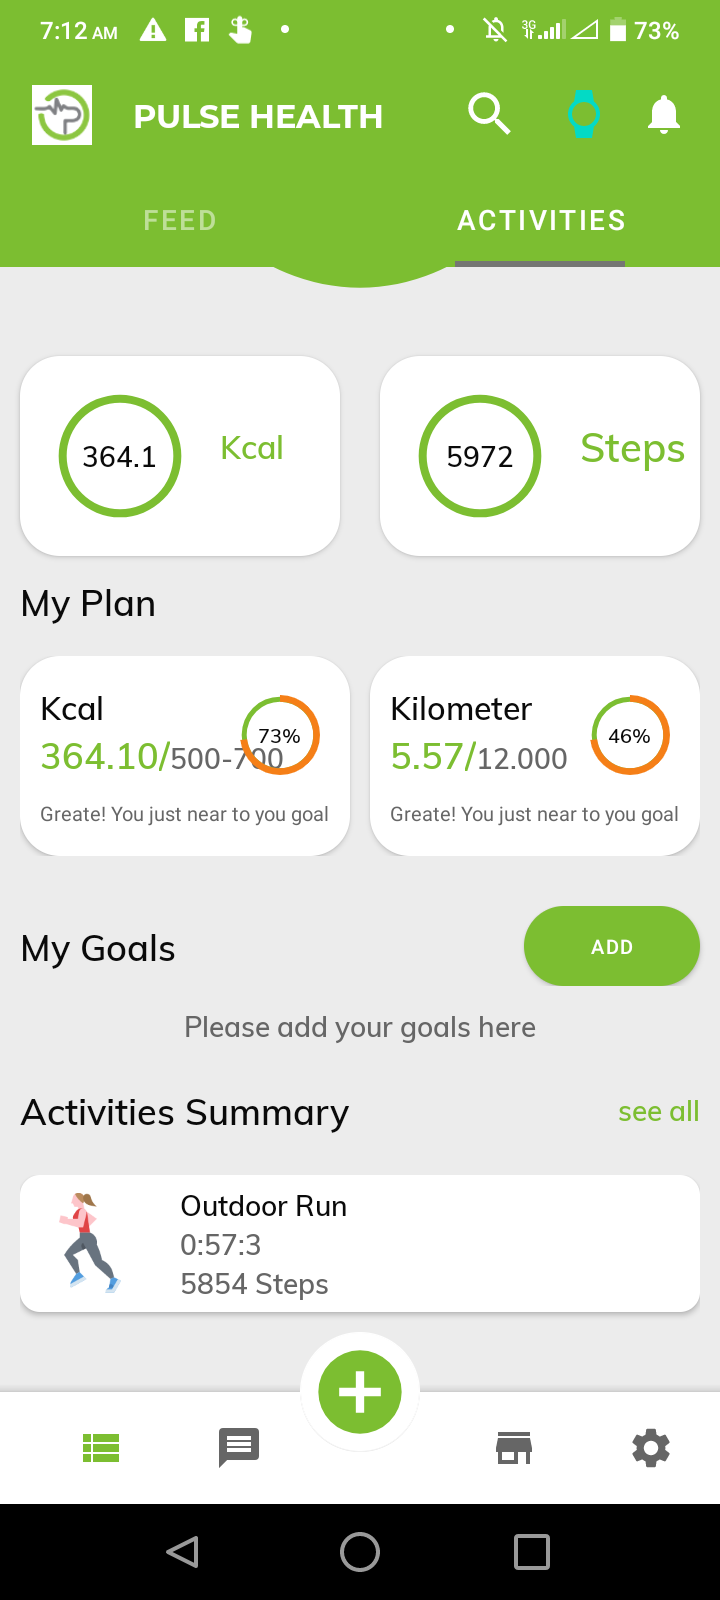 7:12 AM 3G 73%
PULSE HEALTH
FEED ACTIVITIES
364.1 Kcal 5972 Steps
My Plan
Kcal 73% Kilometer 46%
364.10/500-700 5.57/12.000
Greate! You just near to you goal Greate! You just near to you goal
My Goals ADD
Please add your goals here
Activities Summary see all
Outdoor Run
0:57:3
5854 Steps